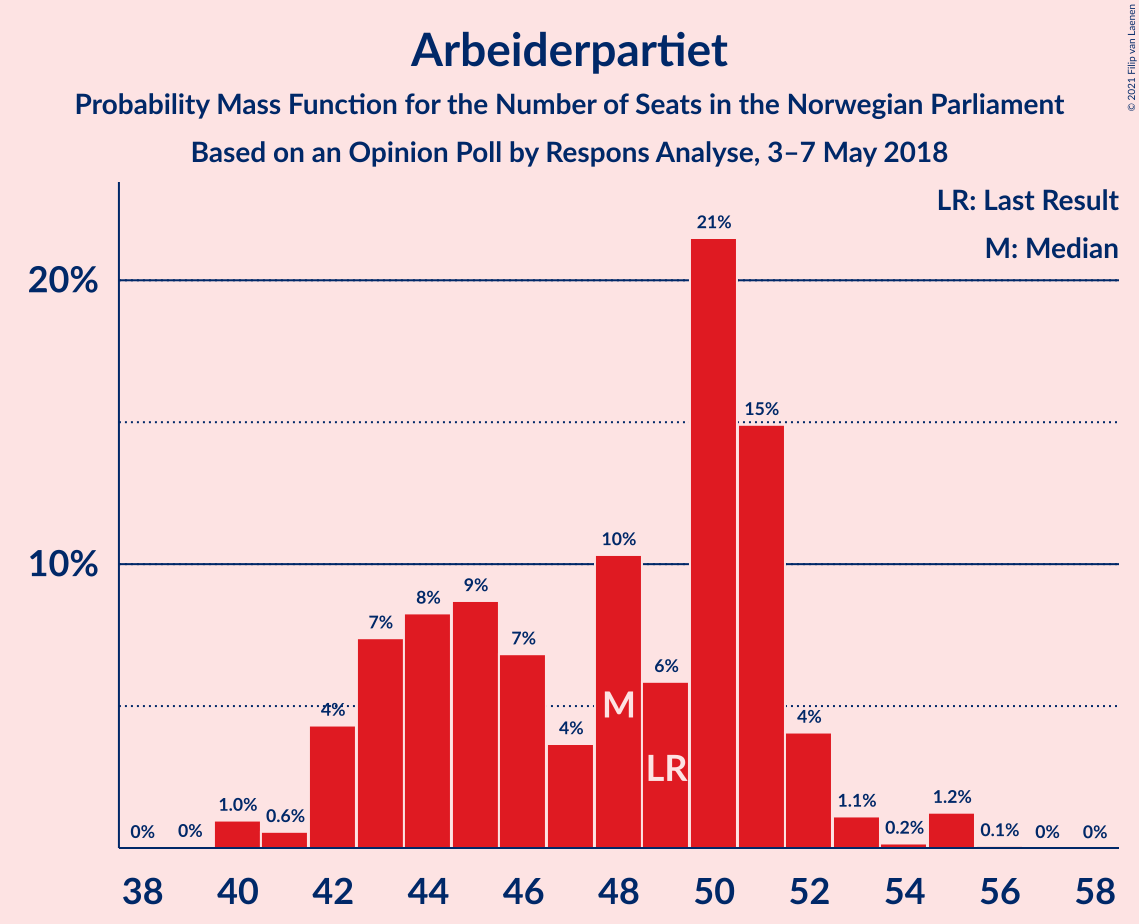 Arbeiderpartiet
Probability Mass Function for the Number of Seats in the Norwegian Parliament
Based on an Opinion Poll by Respons Analyse, 3–7 May 2018
© 2021 Filip van Laenen
LR: Last Result
M: Median
20%
10%
0%
0%
1.0%
0.6%
4%
7%
8%
9%
7%
4%
10%
6%
21%
15%
4%
1.1%
0.2%
1.2%
0.1%
0%
0%
M
LR
38 40 42 44 46 48 50 52 54 56 58